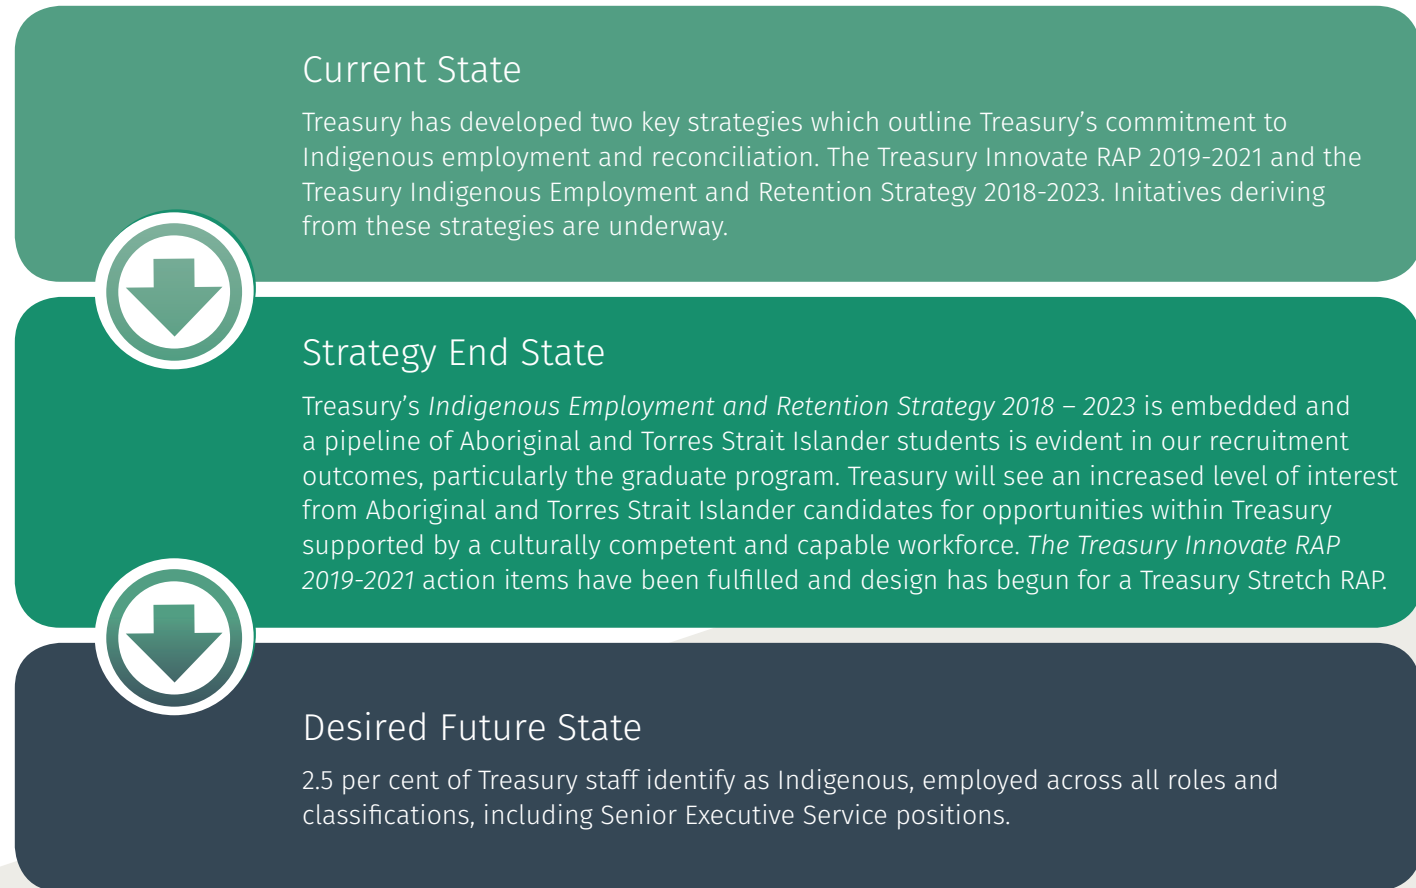 Current State
Treasury has developed two key strategies which outline Treasury’s commitment to
Indigenous employment and reconciliation. The Treasury Innovate RAP 2019-2021 and the
Treasury Indigenous Employment and Retention Strategy 2018-2023. Initatives deriving
from these strategies are underway.
Strategy End State
Treasury’s Indigenous Employment and Retention Strategy 2018 – 2023 is embedded and
a pipeline of Aboriginal and Torres Strait Islander students is evident in our recruitment
outcomes, particularly the graduate program. Treasury will see an increased level of interest
from Aboriginal and Torres Strait Islander candidates for opportunities within Treasury
supported by a culturally competent and capable workforce. The Treasury Innovate RAP
2019-2021 action items have been fulfilled and design has begun for a Treasury Stretch RAP.
Desired Future State
2.5 per cent of Treasury staff identify as Indigenous, employed across all roles and
classifications, including Senior Executive Service positions.